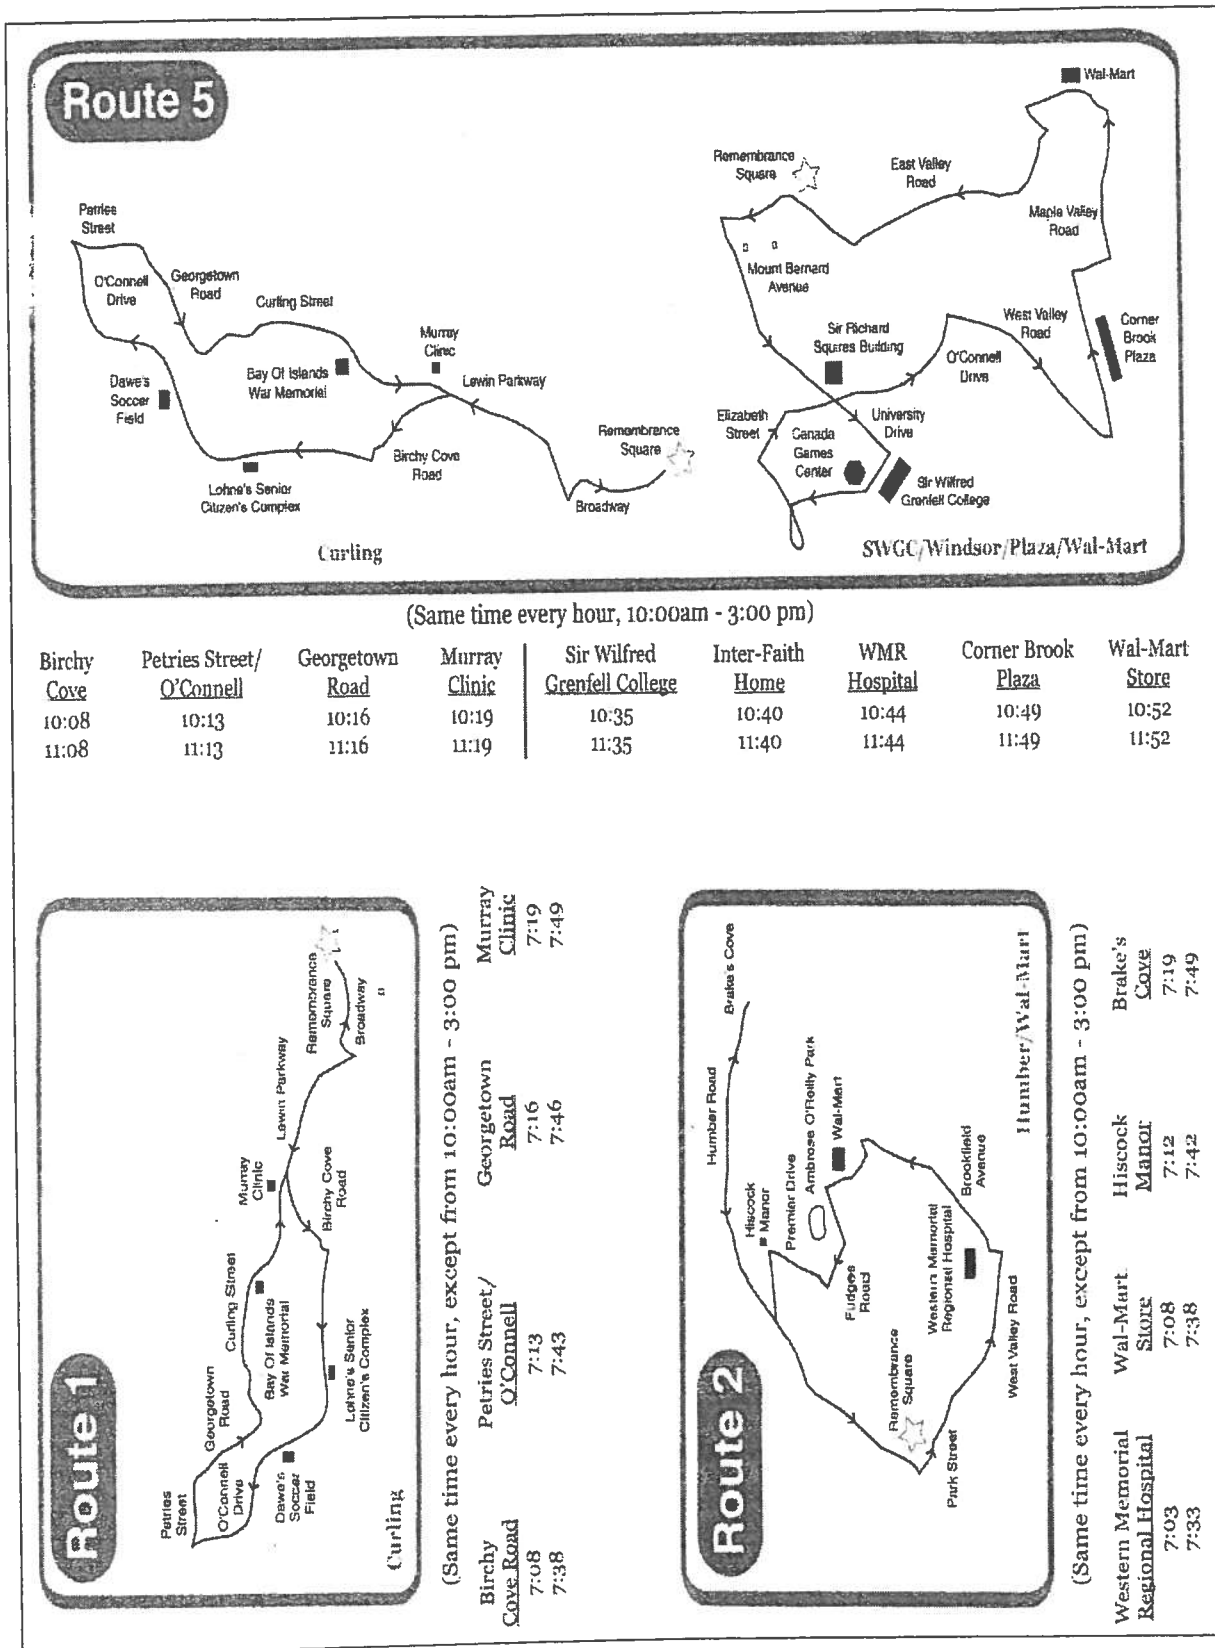 Route 5
Wal-Mart
Remembrance
Square
East Valley
Road
Petries
Street
Maple Valley
Road
O'Connell
Drive
Georgetown
Road
Mount Bernard
Avenue
Curling Street
Murray
Clinic
Sir Richard
Squires Building
West Valley
Road
Corner
Brook
Plaza
O'Connell
Drive
Bay Of Islands
War Memorial
Dawe's
Soccer
Field
Lewin Parkway
Elizabeth
Street
University
Drive
Canada
Games
Center
Remembrance
Square
Birchy Cove
Road
Lohne's Senior
Citizen's Complex
Broadway
Sir Wilfred
Grenfell College
Curling
SWGC/Windsor/Plaza/Wal-Mart
(Same time every hour, 10:00am - 3:00 pm)
Birchy Petries Street/ Georgetown Murray Sir Wilfred Inter-Faith WMR Corner Brook Wal-Mart
Cove O'Connell Road Clinic Grenfell College Home Hospital Plaza Store
10:08 10:13 10:16 10:19 10:35 10:40 10:44 10:49 10:52
11:08 11:13 11:16 11:19 11:35 11:40 11:44 11:49 11:52
Route 1
Petries
Street
O'Connell
Drive
Georgetown
Road
Curling Street
Murray
Clinic
Lewin Parkway
Remembrance
Square
Broadway
Birchy Cove
Road
Bay Of Islands
War Memorial
Lohne's Senior
Citizen's Complex
Dawe's
Soccer
Field
Curling
(Same time every hour, except from 10:00am - 3:00 pm)
Birchy Petries Street/ Georgetown Murray
Cove Road O'Connell Road Clinic
7:08 7:13 7:16 7:19
7:38 7:43 7:46 7:49
Route 2
Brake's Cove
Humber Road
Hiscock
Manor
Premier Drive
Ambrose O'Reilly Park
Wal-Mart
Fudges
Road
Remembrance
Square
Western Memorial
Regional Hospital
Brookfield
Avenue
Park Street
West Valley Road
Humber/Wal-Mart
(Same time every hour, except from 10:00am - 3:00 pm)
Western Memorial Wal-Mart Hiscock Brake's
Regional Hospital Store Manor Cove
7:03 7:08 7:12 7:19
7:33 7:38 7:42 7:49